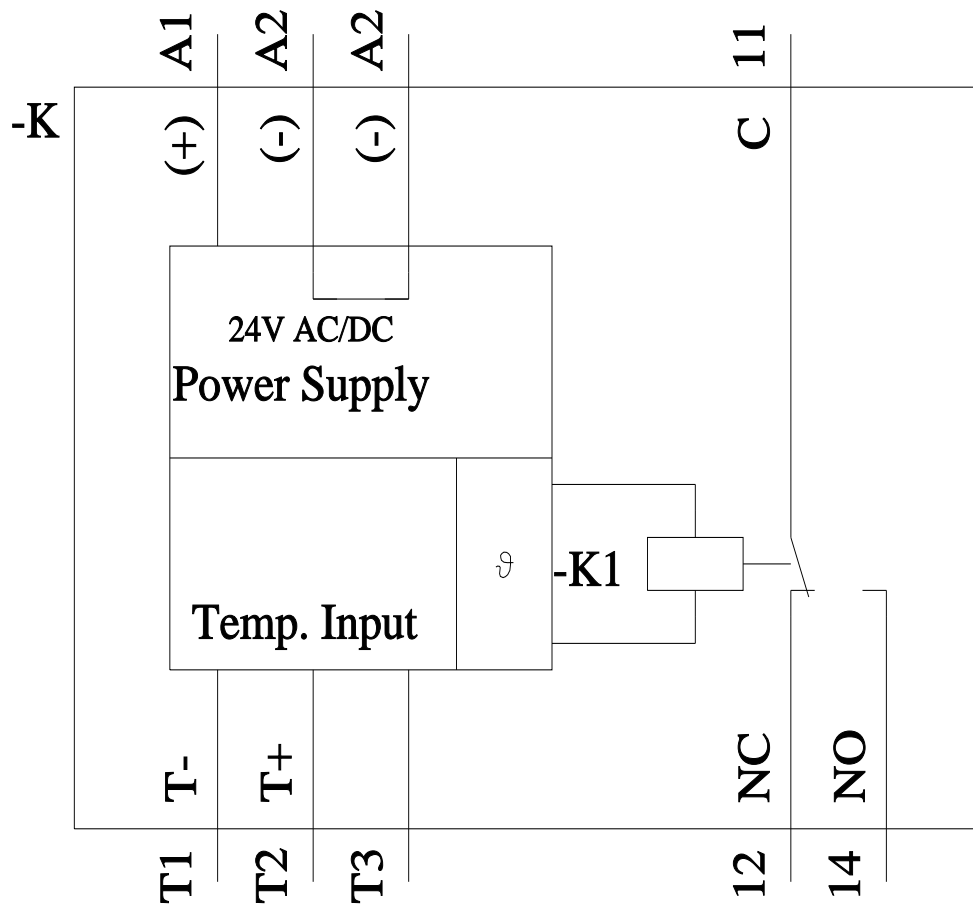 A1 A2 A2 11
-K (+) (-) (-) C
24V AC/DC
Power Supply
ϑ -K1
Temp. Input
T- T+ NC NO
T1 T2 T3 12 14